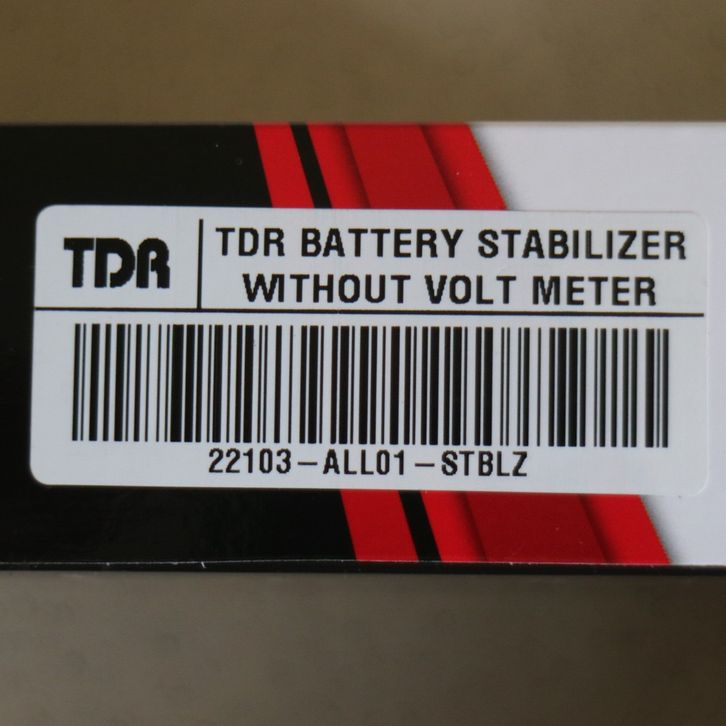 TDR
TDR BATTERY STABILIZER
WITHOUT VOLT METER
22103-ALL01-STBLZ